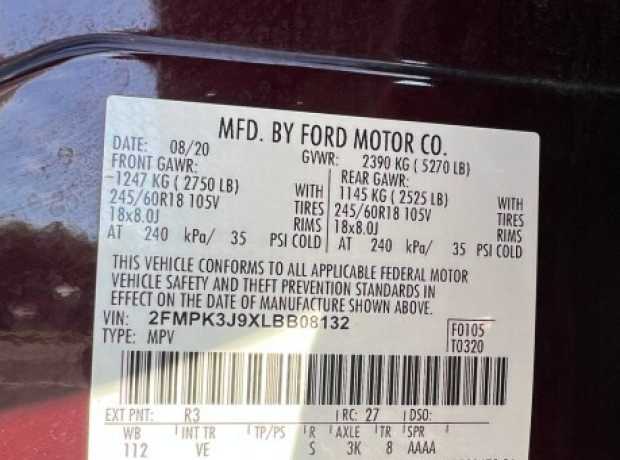 MFD. BY FORD MOTOR CO.
DATE: 08/20 GVWR: 2390 KG ( 5270 LB)
FRONT GAWR: REAR GAWR:
1247 KG ( 2750 LB) WITH 1145 KG ( 2525 LB) WITH
245/60R18 105V TIRES 245/60R18 105V TIRES
18x8.0J RIMS 18x8.0J RIMS
AT 240 kPa/ 35 PSI COLD AT 240 kPa/ 35 PSI COLD
THIS VEHICLE CONFORMS TO ALL APPLICABLE FEDERAL MOTOR
VEHICLE SAFETY AND THEFT PREVENTION STANDARDS IN
EFFECT ON THE DATE OF MANUFACTURE SHOWN ABOVE.
VIN: 2FMPK3J9XLBB08132 F0105
TYPE: MPV T0320
EXT PNT: R3 RC: 27 DSO:
WB INT TR TP/PS R AXLE TR SPR
112 VE S 3K 8 AAAA